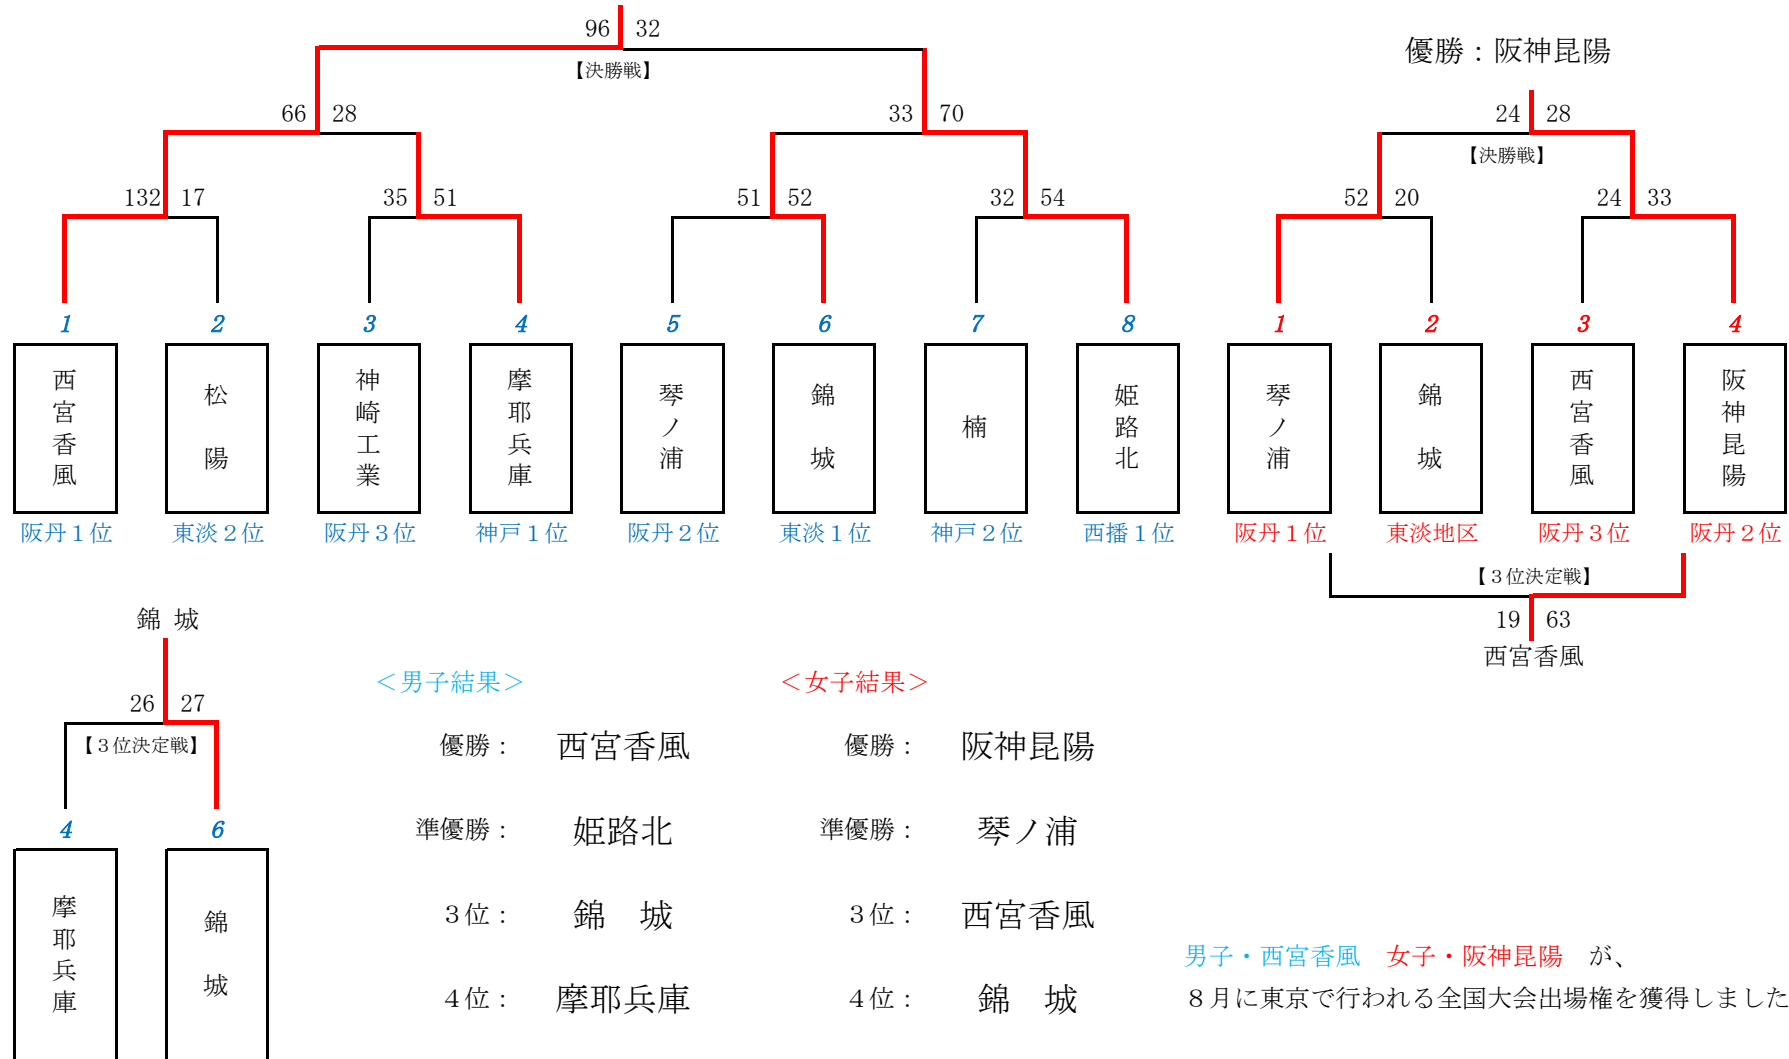 96 32
【決勝戦】
優勝：阪神昆陽
66 28
33 70
24 28
【決勝戦】
132 17
35 51
51 52
32 54
52 20
24 33
1 2 3 4 5 6 7 8
1 2 3 4
西宮香風
松陽
神崎工業
摩耶兵庫
琴ノ浦
錦城
楠
姫路北
琴ノ浦
錦城
西宮香風
阪神昆陽
阪丹１位
東淡２位
阪丹３位
神戸１位
阪丹２位
東淡１位
神戸２位
西播１位
阪丹１位
東淡地区
阪丹３位
阪丹２位
【３位決定戦】
19 63
西宮香風
錦 城
26 27
【３位決定戦】
4 6
摩耶兵庫
錦城
＜男子結果＞
優勝： 西宮香風
準優勝： 姫路北
３位： 錦　城
４位： 摩耶兵庫
＜女子結果＞
優勝： 阪神昆陽
準優勝： 琴ノ浦
３位： 西宮香風
４位： 錦　城
男子・西宮香風　女子・阪神昆陽　が、
８月に東京で行われる全国大会出場権を獲得しました